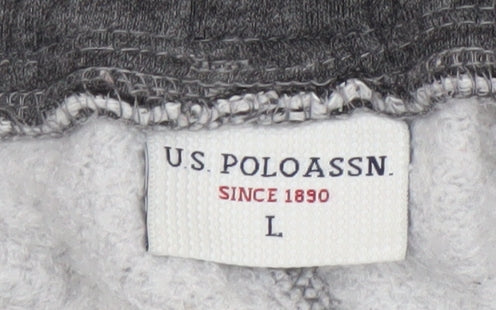 U.S. POLO ASSN.
SINCE 1890
L